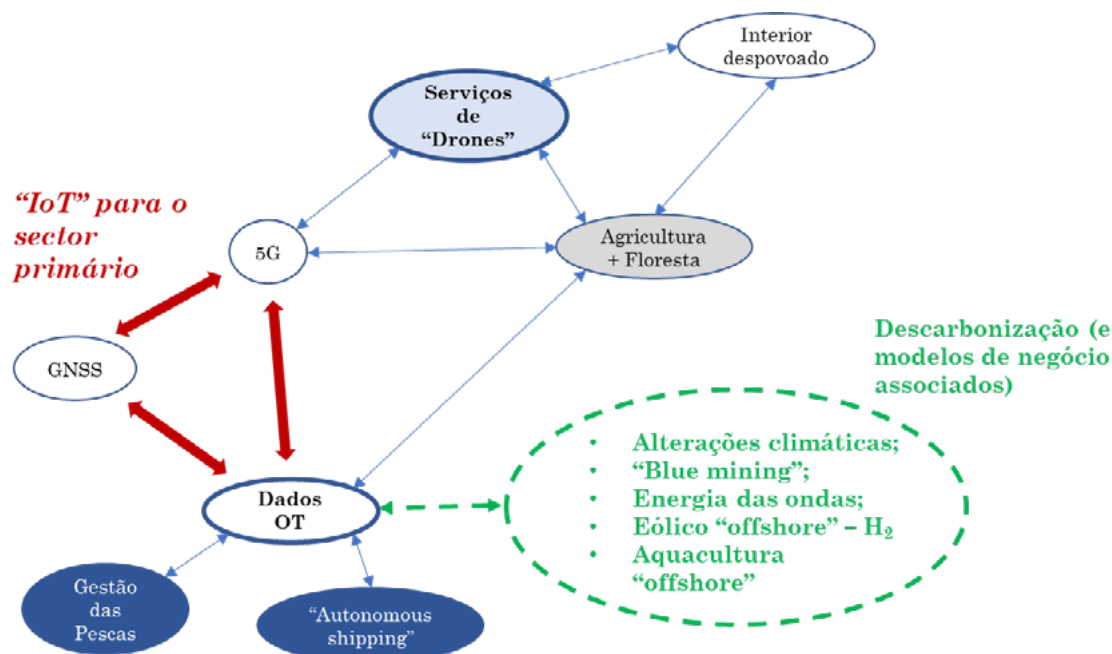 Interior
despovoado
Serviços
de
“Drones”
“IoT” para o
sector
primário
5G
Agricultura
+ Floresta
GNSS
Descarbonização (e
modelos de negócio
associados)
• Alterações climáticas;
• “Blue mining”;
• Energia das ondas;
• Eólico “offshore” – H₂
• Aquacultura
“offshore”
Dados
OT
Gestão
das
Pescas
“Autonomous
shipping”